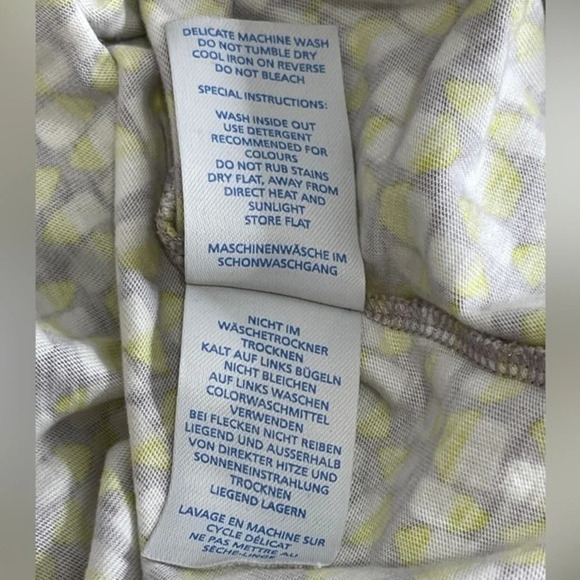 DELICATE MACHINE WASH
DO NOT TUMBLE DRY
COOL IRON ON REVERSE
DO NOT BLEACH
SPECIAL INSTRUCTIONS:
WASH INSIDE OUT
USE DETERGENT
RECOMMENDED FOR
COLOURS
DO NOT RUB STAINS
DRY FLAT, AWAY FROM
DIRECT HEAT AND
SUNLIGHT
STORE FLAT
MASCHINENWÄSCHE IM
SCHONWASCHGANG
NICHT IM
WÄSCHETROCKNER
TROCKNEN
KALT AUF LINKS BÜGELN
NICHT BLEICHEN
AUF LINKS WASCHEN
COLORWASCHMITTEL
VERWENDEN
BEI FLECKEN NICHT REIBEN
LIEGEND UND AUSSERHALB
VON DIREKTER HITZE UND
SONNENEINSTRAHLUNG
TROCKNEN
LIEGEND LAGERN
LAVAGE EN MACHINE SUR
CYCLE DÉLICAT
NE PAS METTRE AU
SÈCHE-LINGE